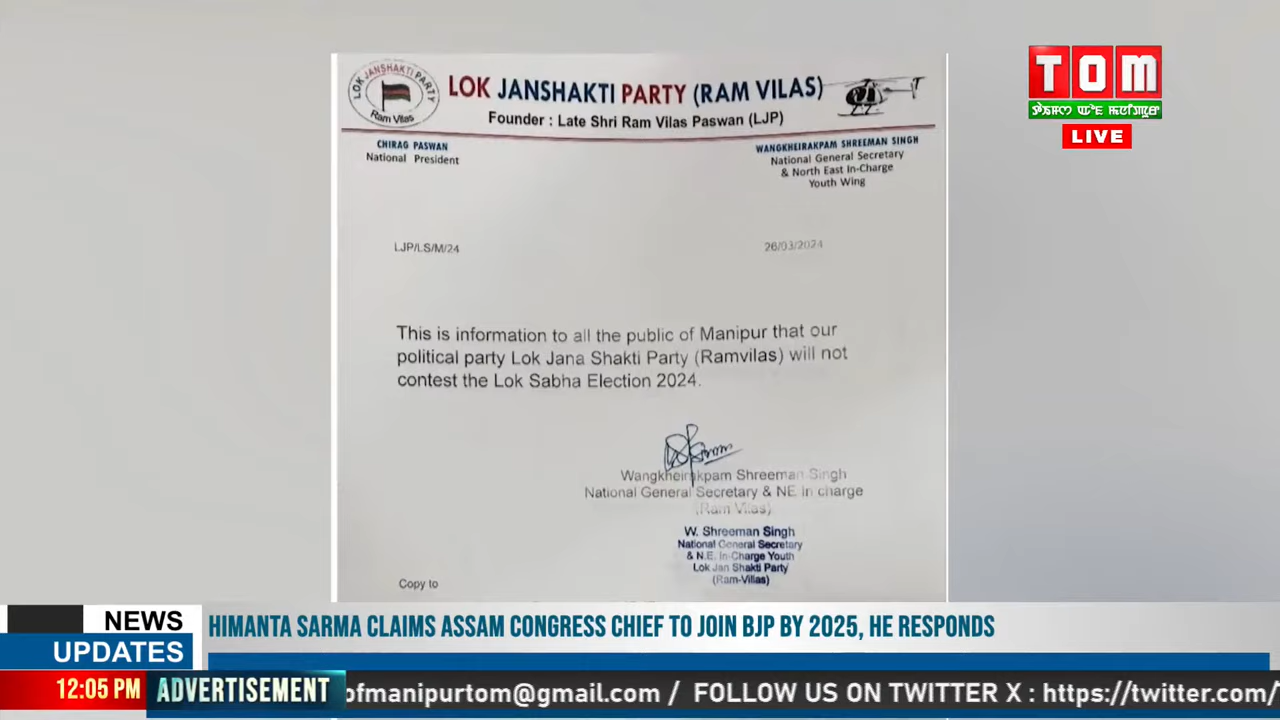 LOK JANSHAKTI PARTY
Ram Vilas
LOK JANSHAKTI PARTY (RAM VILAS)
Founder : Late Shri Ram Vilas Paswan (LJP)
CHIRAG PASWAN
National President
WANGKHEIRAKPAM SHREEMAN SINGH
National General Secretary
& North East In-Charge
Youth Wing
LJP/LS/M/24
26/03/2024
This is information to all the public of Manipur that our
political party Lok Jana Shakti Party (Ramvilas) will not
contest the Lok Sabha Election 2024.
Wangkheirakpam Shreeman Singh
National General Secretary & NE In charge
(Ram Vilas)
W. Shreeman Singh
National General Secretary
& N.E. In-Charge Youth
Lok Jan Shakti Party
(Ram-Villas)
Copy to
TOM
LIVE
NEWS
UPDATES
HIMANTA SARMA CLAIMS ASSAM CONGRESS CHIEF TO JOIN BJP BY 2025, HE RESPONDS
12:05 PM
ADVERTISEMENT
ofmanipurtom@gmail.com / FOLLOW US ON TWITTER X : https://twitter.com/